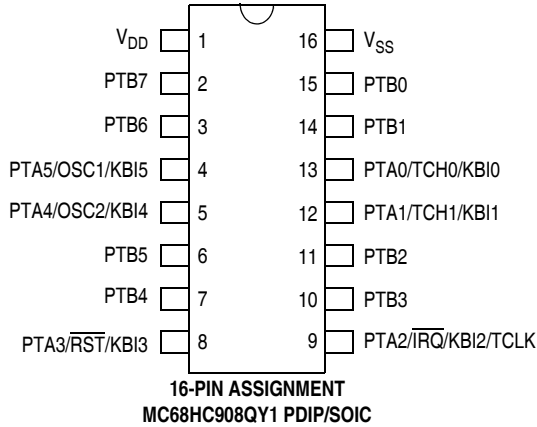 VDD 1 16 VSS
PTB7 2 15 PTB0
PTB6 3 14 PTB1
PTA5/OSC1/KBI5 4 13 PTA0/TCH0/KBI0
PTA4/OSC2/KBI4 5 12 PTA1/TCH1/KBI1
PTB5 6 11 PTB2
PTB4 7 10 PTB3
PTA3/R̅S̅T̅/KBI3 8 9 PTA2/I̅R̅Q̅/KBI2/TCLK
16-PIN ASSIGNMENT
MC68HC908QY1 PDIP/SOIC